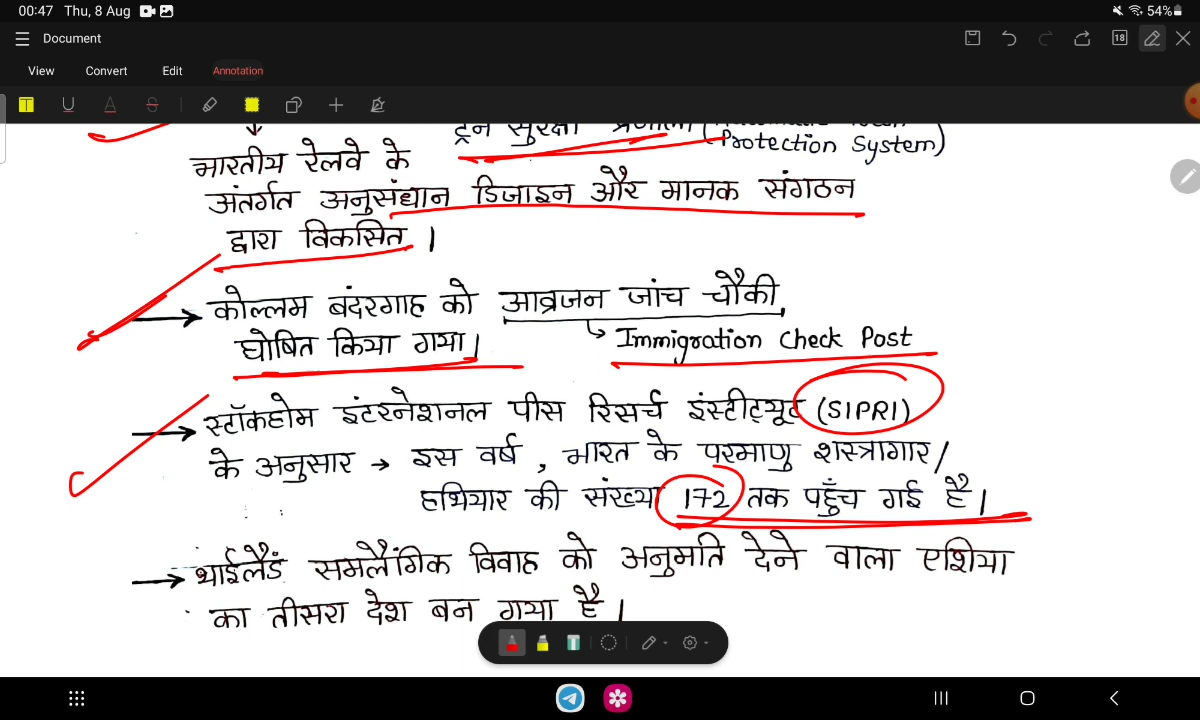 00:47 Thu, 8 Aug 54%
Document 18
View Convert Edit Annotation
T U A S
ट्रेन सुरक्षा प्रणाली (
Protection System)
भारतीय रेलवे के
अंतर्गत अनुसंधान डिजाइन और मानक संगठन
द्वारा विकसित ।
→ कोल्लम बंदरगाह को आव्रजन जांच चौकी
घोषित किया गया। ↳ Immigration Check Post
→ स्टॉकहोम इंटरनेशनल पीस रिसर्च इंस्टीट्यूट (SIPRI)
के अनुसार → इस वर्ष, भारत के परमाणु शस्त्रागार/
हथियार की संख्या 172 तक पहुँच गई है।
→ थाईलैंड समलैंगिक विवाह को अनुमति देने वाला एशिया
का तीसरा देश बन गया है।